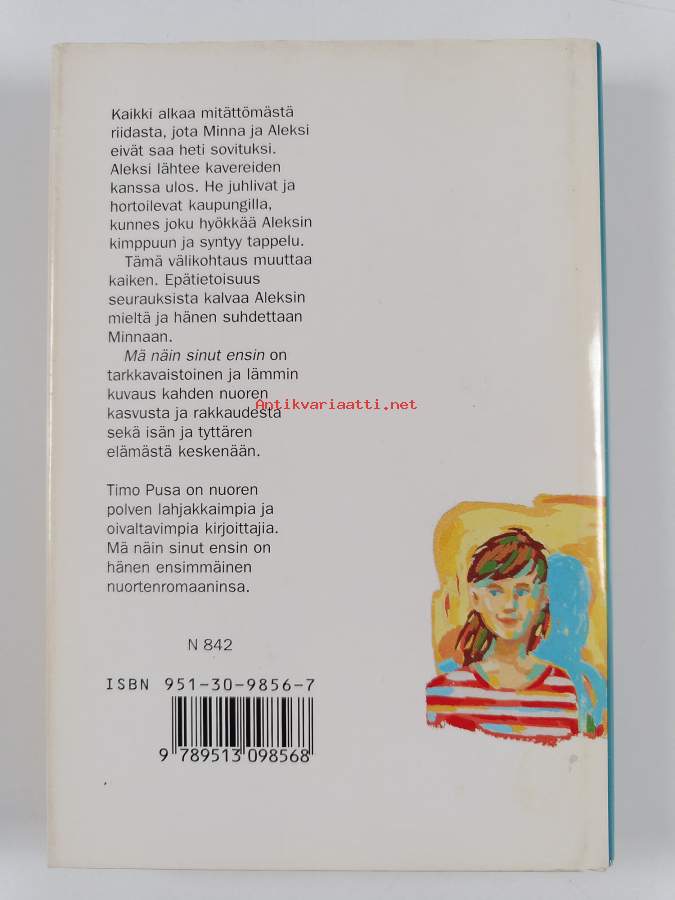 Kaikki alkaa mitättömästä
riidasta, jota Minna ja Aleksi
eivät saa heti sovituksi.
Aleksi lähtee kavereiden
kanssa ulos. He juhlivat ja
hortoilevat kaupungilla,
kunnes joku hyökkää Aleksin
kimppuun ja syntyy tappelu.
Tämä välikohtaus muuttaa
kaiken. Epätietoisuus
seurauksista kalvaa Aleksin
mieltä ja hänen suhdettaan
Minnaan.
Mä näin sinut ensin on
tarkkavaistoinen ja lämmin
kuvaus kahden nuoren
kasvusta ja rakkaudesta
Antikvariaatti.net
sekä isän ja tyttären
elämästä keskenään.
Timo Pusa on nuoren
polven lahjakkaimpia ja
oivaltavimpia kirjoittajia.
Mä näin sinut ensin on
hänen ensimmäinen
nuortenromaaninsa.
N 842
ISBN 951-30-9856-7
9 789513 098568